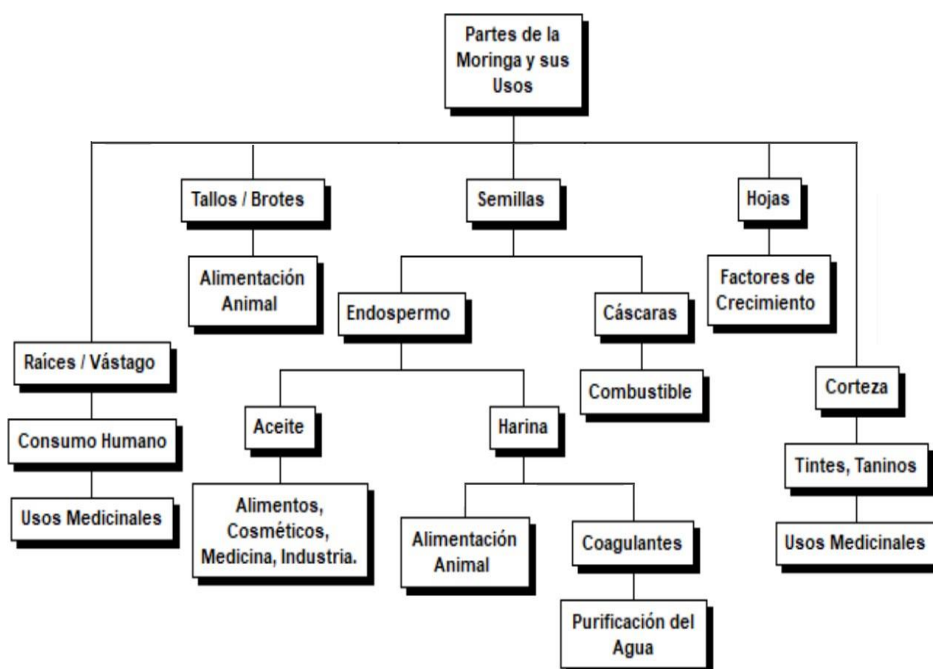 Partes de la
Moringa y sus
Usos
Tallos / Brotes
Semillas
Hojas
Alimentación
Animal
Factores de
Crecimiento
Endospermo
Cáscaras
Raíces / Vástago
Combustible
Corteza
Aceite
Harina
Consumo Humano
Tintes, Taninos
Usos Medicinales
Alimentos,
Cosméticos,
Medicina, Industria.
Alimentación
Animal
Coagulantes
Usos Medicinales
Purificación del
Agua